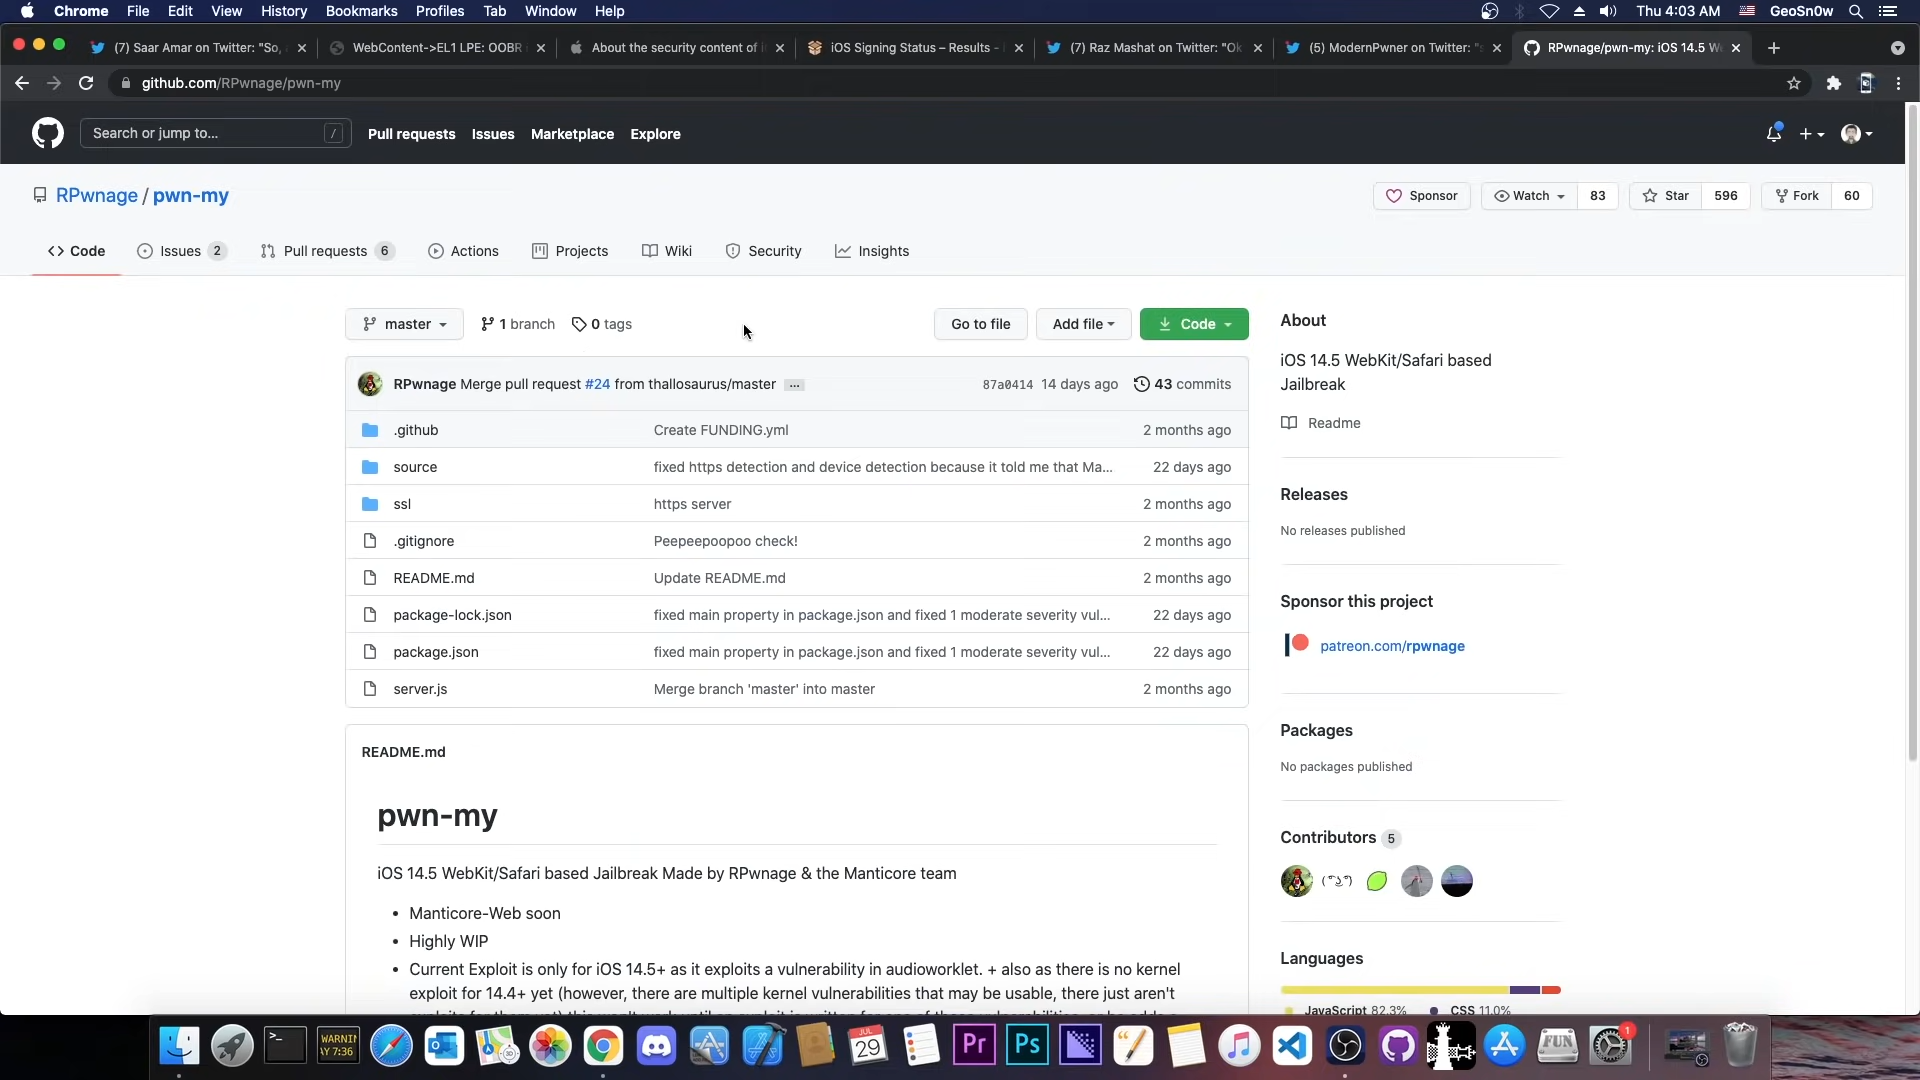 Chrome File Edit View History Bookmarks Profiles Tab Window Help Thu 4:03 AM GeoSn0w
(7) Saar Amar on Twitter: "So, WebContent->EL1 LPE: OOBR About the security content of iOS Signing Status – Results - (7) Raz Mashat on Twitter: "Ok (5) ModernPwner on Twitter: " RPwnage/pwn-my: iOS 14.5 W
github.com/RPwnage/pwn-my
Search or jump to... / Pull requests Issues Marketplace Explore
RPwnage / pwn-my Sponsor Watch 83 Star 596 Fork 60
Code Issues 2 Pull requests 6 Actions Projects Wiki Security Insights
master 1 branch 0 tags Go to file Add file Code
RPwnage Merge pull request #24 from thallosaurus/master ... 87a0414 14 days ago 43 commits
.github Create FUNDING.yml 2 months ago
source fixed https detection and device detection because it told me that Ma... 22 days ago
ssl https server 2 months ago
.gitignore Peepeepoopoo check! 2 months ago
README.md Update README.md 2 months ago
package-lock.json fixed main property in package.json and fixed 1 moderate severity vul... 22 days ago
package.json fixed main property in package.json and fixed 1 moderate severity vul... 22 days ago
server.js Merge branch 'master' into master 2 months ago
README.md
pwn-my
iOS 14.5 WebKit/Safari based Jailbreak Made by RPwnage & the Manticore team
• Manticore-Web soon
• Highly WIP
• Current Exploit is only for iOS 14.5+ as it exploits a vulnerability in audioworklet. + also as there is no kernel
exploit for 14.4+ yet (however, there are multiple kernel vulnerabilities that may be usable, there just aren't
About
iOS 14.5 WebKit/Safari based
Jailbreak
Readme
Releases
No releases published
Sponsor this project
patreon.com/rpwnage
Packages
No packages published
Contributors 5
Languages
JavaScript 82.3% CSS 11.0%
WARNIN
AY 7:36
JUL
29
Pr
Ps
FUN
1